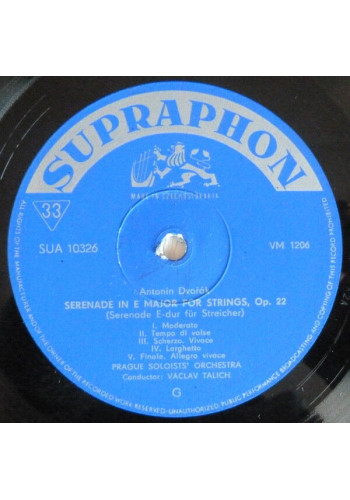 SUPRAPHON
MADE IN CZECHOSLOVAKIA
33
SUA 10326
VM 1206
Antonín Dvořák
SERENADE IN E MAJOR FOR STRINGS, Op. 22
(Serenade E-dur für Streicher)
I. Moderato
II. Tempo di valse
III. Scherzo. Vivace
IV. Larghetto
V. Finale. Allegro vivace
PRAGUE SOLOISTS' ORCHESTRA
Conductor: VÁCLAV TALICH
G
ALL RIGHTS OF THE MANUFACTURER AND OF THE OWNER OF THE RECORDED WORK RESERVED-UNAUTHORIZED PUBLIC PERFORMANCE BROADCASTING AND COPYING OF THIS RECORD PROHIBITED